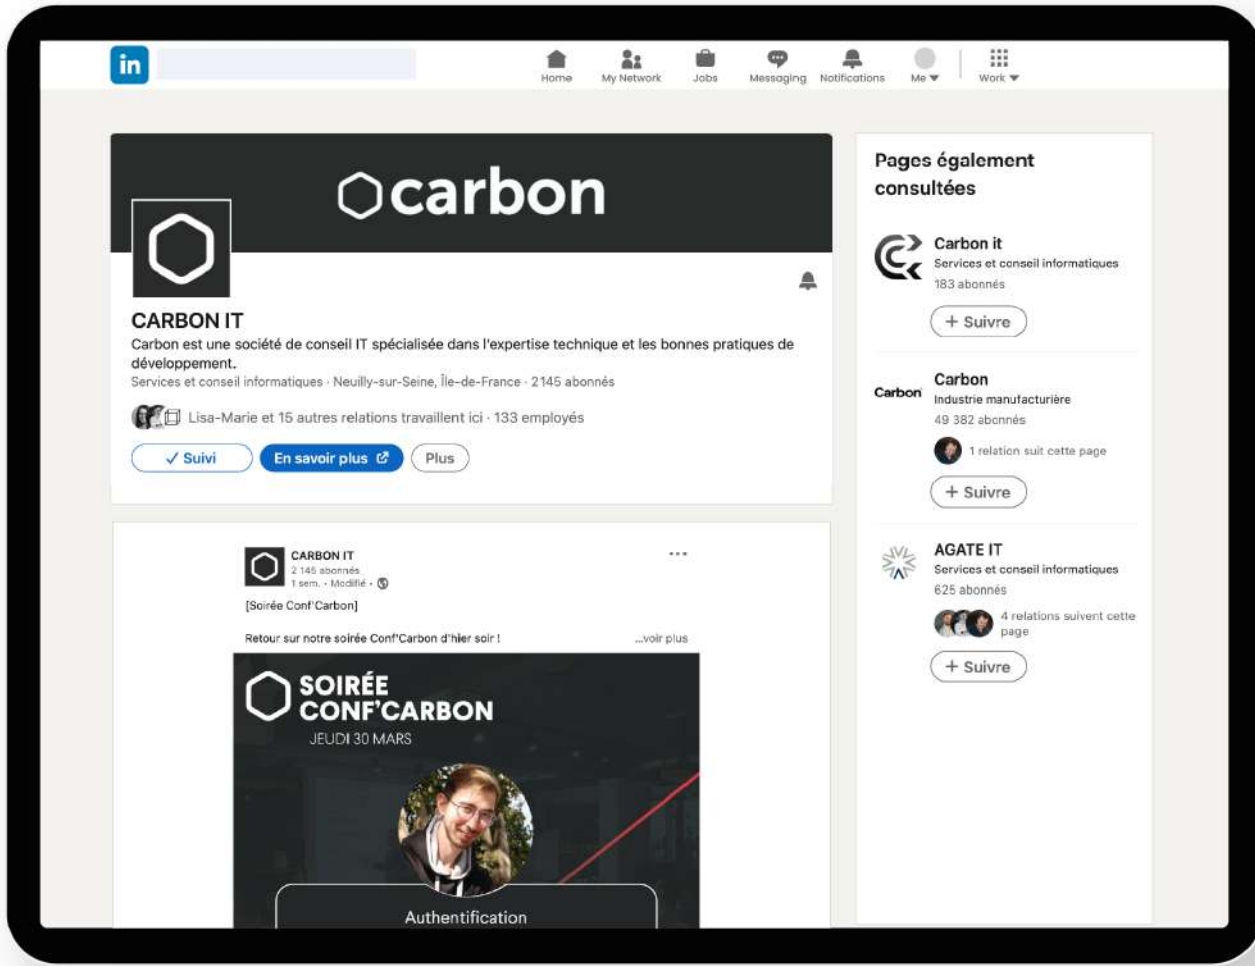 in
Home
My Network
Jobs
Messaging
Notifications
Me
Work
carbon
CARBON IT
Carbon est une société de conseil IT spécialisée dans l'expertise technique et les bonnes pratiques de
développement.
Services et conseil informatiques · Neuilly-sur-Seine, Île-de-France · 2145 abonnés
Lisa-Marie et 15 autres relations travaillent ici · 133 employés
✓ Suivi
En savoir plus
Plus
CARBON IT
2 145 abonnés
1 sem. • Modifié •
[Soirée Conf'Carbon]
Retour sur notre soirée Conf'Carbon d'hier soir !
...voir plus
SOIRÉE
CONF'CARBON
JEUDI 30 MARS
Authentification
Pages également
consultées
Carbon it
Services et conseil informatiques
183 abonnés
+ Suivre
Carbon
Carbon
Industrie manufacturière
49 382 abonnés
1 relation suit cette page
+ Suivre
AGATE IT
Services et conseil informatiques
625 abonnés
4 relations suivent cette
page
+ Suivre